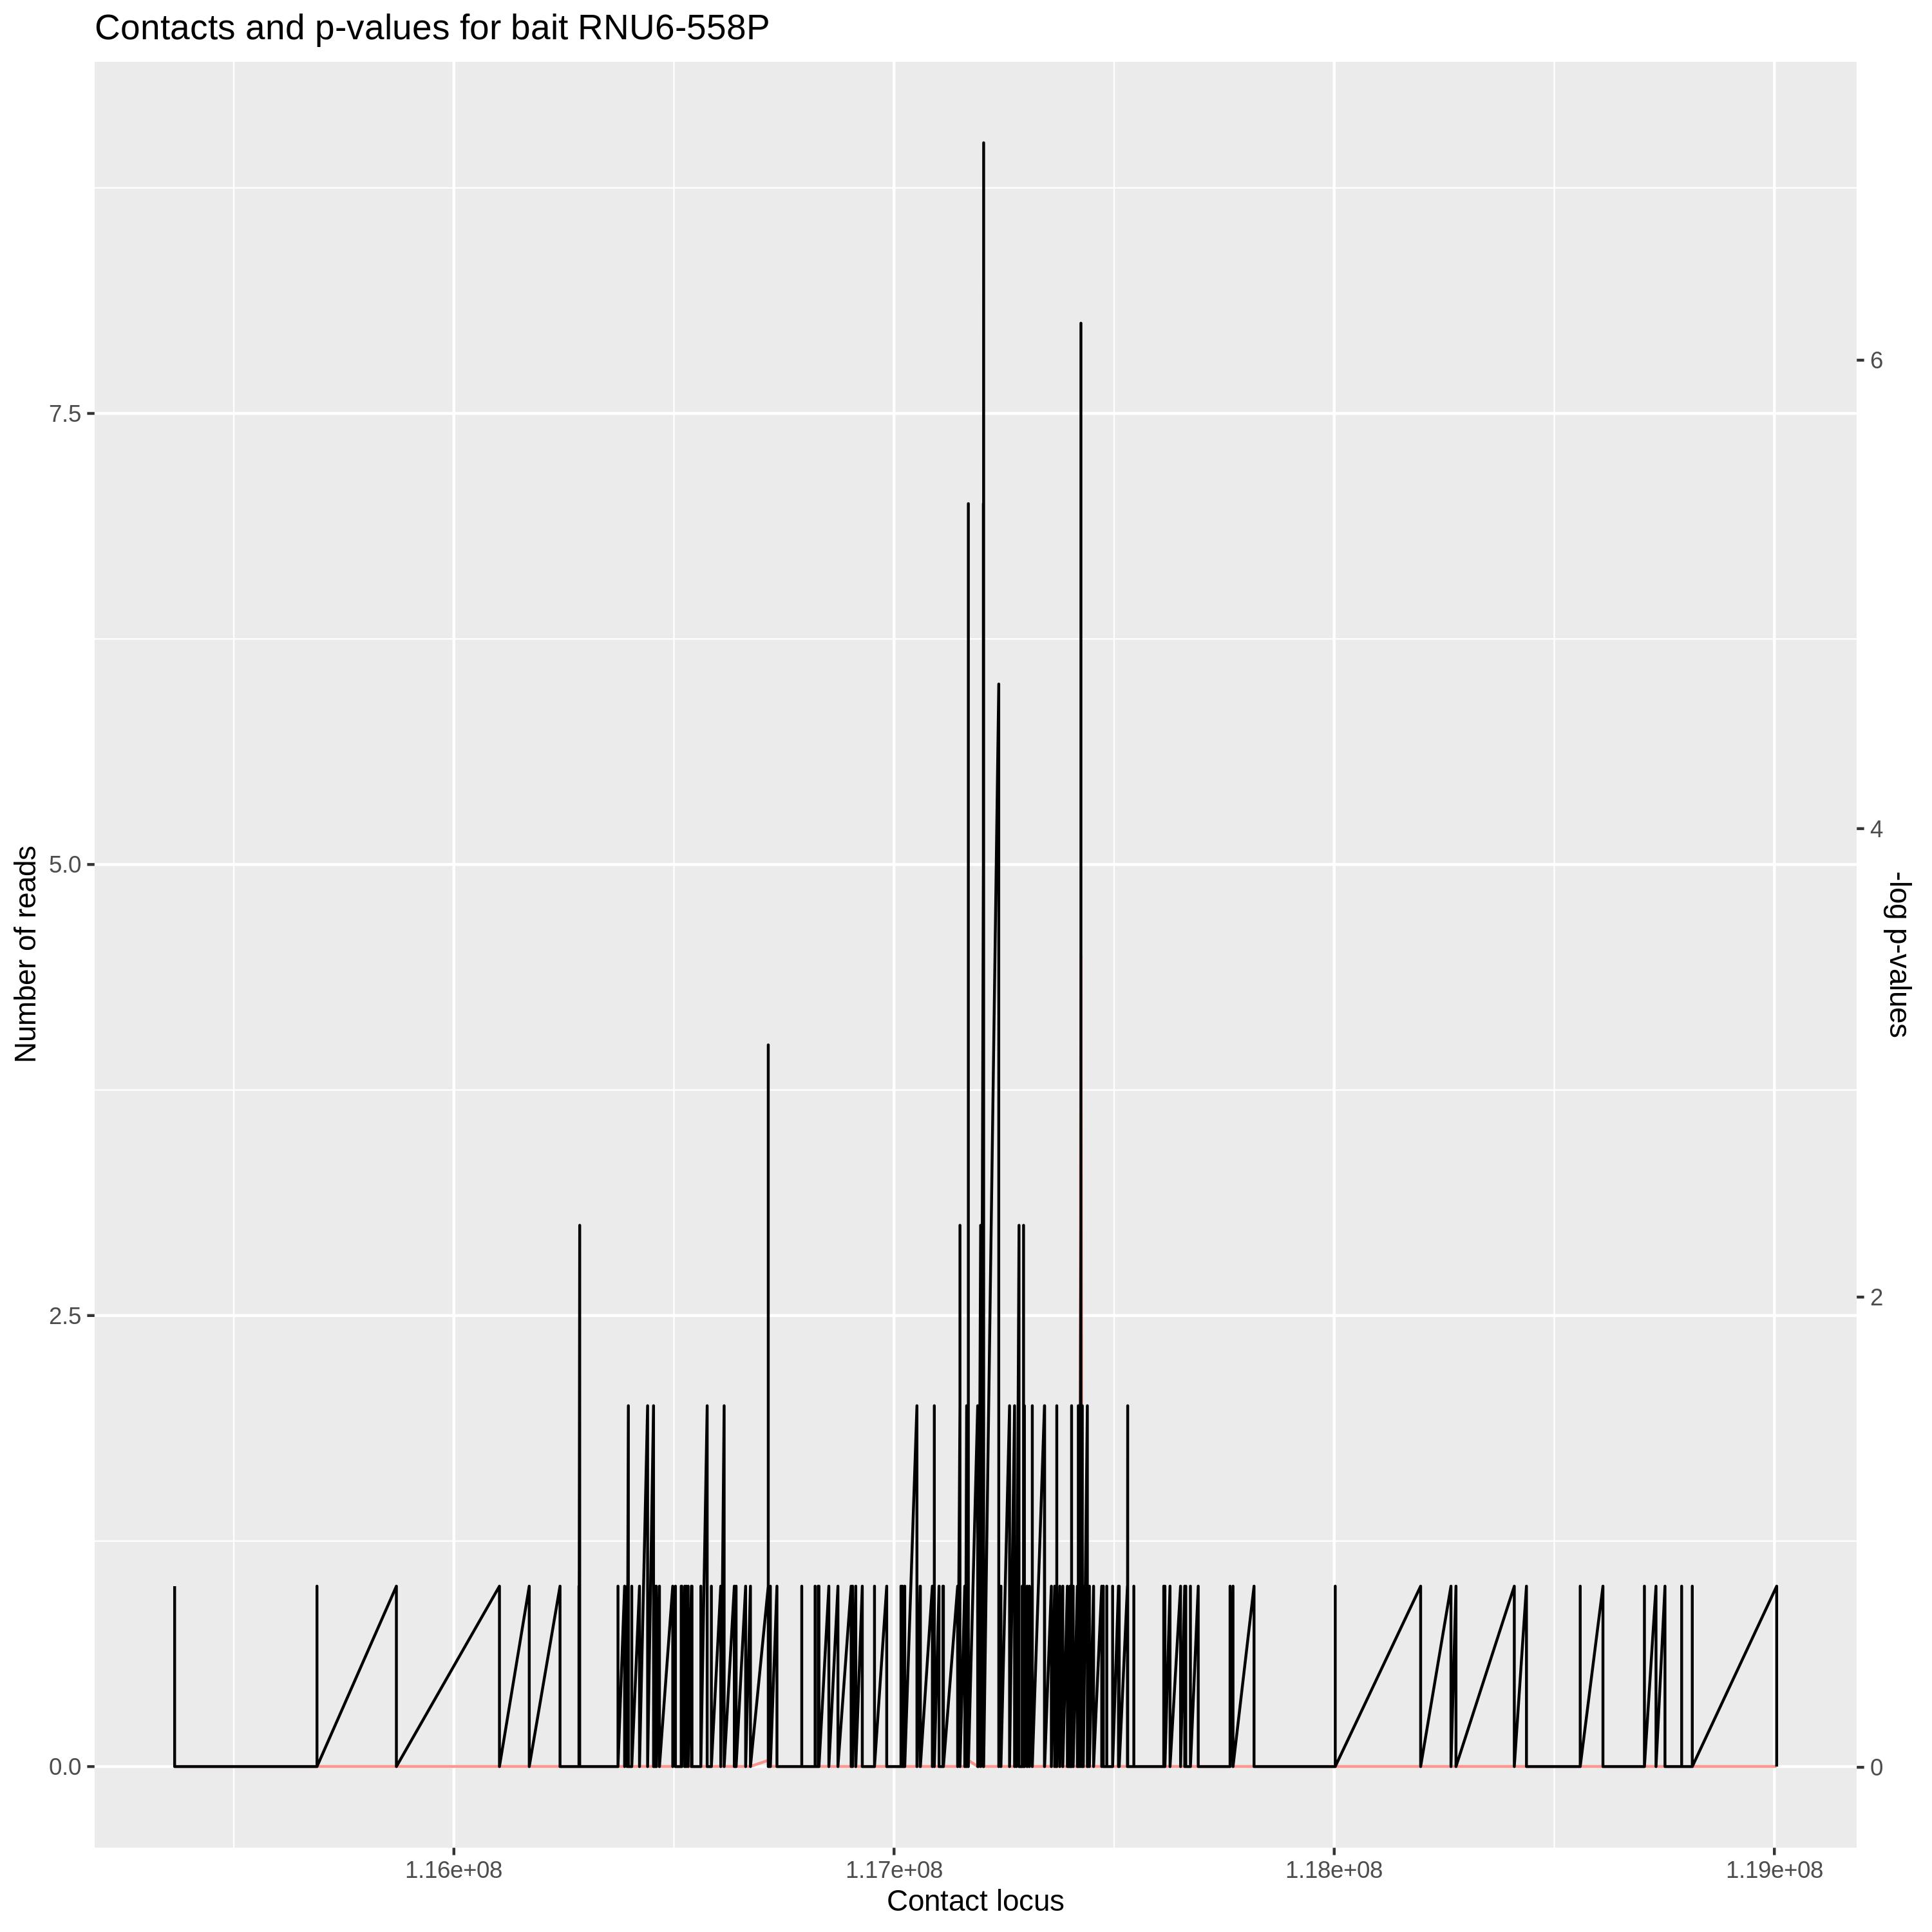 Contacts and p-values for bait RNU6-558P
7.5
5.0
2.5
0.0
Number of reads
6
4
2
0
-log p-values
1.16e+08
1.17e+08
1.18e+08
1.19e+08
Contact locus